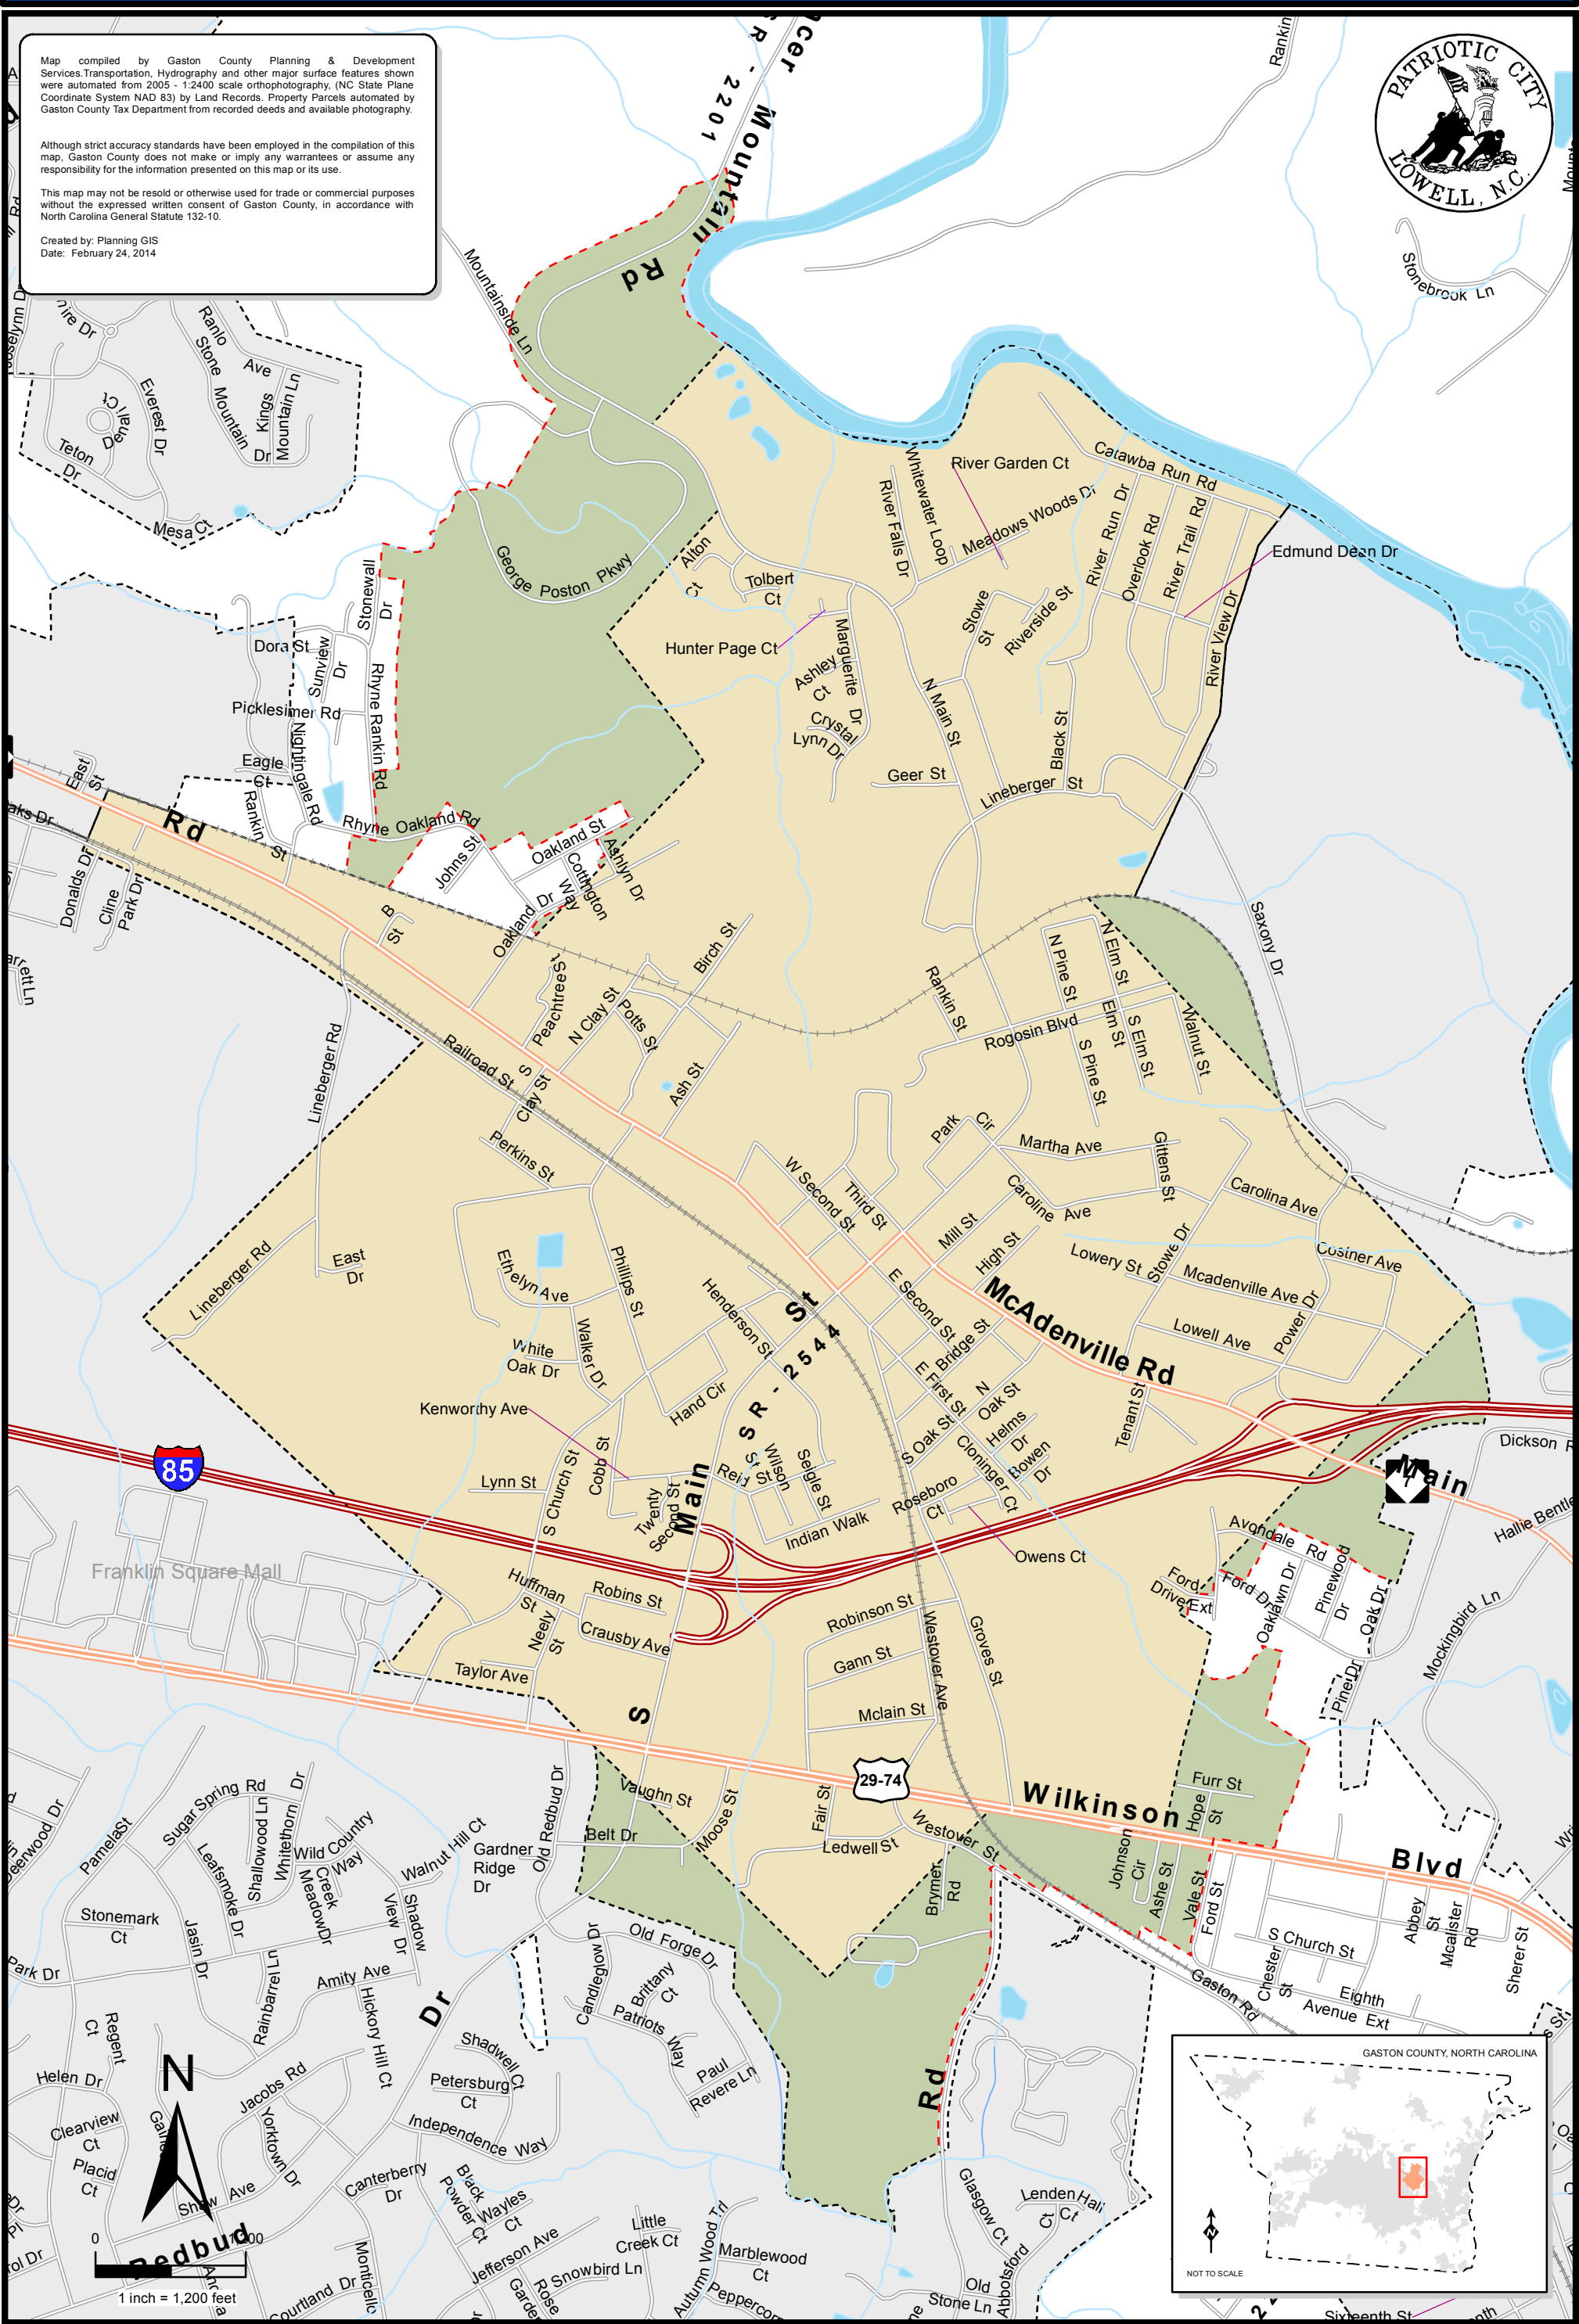 Map compiled by Gaston County Planning & Development
Services.Transportation, Hydrography and other major surface features shown
were automated from 2005 - 1:2400 scale orthophotography, (NC State Plane
Coordinate System NAD 83) by Land Records. Property Parcels automated by
Gaston County Tax Department from recorded deeds and available photography.
Although strict accuracy standards have been employed in the compilation of this
map, Gaston County does not make or imply any warrantees or assume any
responsibility for the information presented on this map or its use.
This map may not be resold or otherwise used for trade or commercial purposes
without the expressed written consent of Gaston County, in accordance with
North Carolina General Statute 132-10.
Created by: Planning GIS
Date: February 24, 2014
PATRIOTIC CITY
LOWELL, N.C.
SR - 2201
Mountain Rd
Mountainside Ln
Stonebrook Ln
Ranlo Ave
Stone Mountain Dr
Kings Mountain Ln
Everest Dr
Denali Ct
Teton Dr
Mesa Ct
George Poston Pkwy
Alton Ct
Tolbert Ct
Hunter Page Ct
Marguerite Dr
Ashley Ct
Crystal Lynn Dr
River Falls Dr
Whitewater Loop
River Garden Ct
Meadows Woods Dr
Catawba Run Rd
River Run Dr
Overlook Rd
River Trail Rd
Edmund Dean Dr
River View Dr
Stowe St
Riverside St
N Main St
Black St
Geer St
Lineberger St
Stonewall Dr
Dora St
Sunview Dr
Picklesimer Rd
Rhyne Rankin Rd
Nightingale Rd
Eagle Ct
Rankin St
Rhyne Oakland Rd
Johns St
Oakland St
Cottington Way
Ashlyn Dr
Oakland Dr
East St
Rd
Donalds Dr
Cline Park Dr
B St
Lineberger Rd
Railroad St
Peachtree S
N Clay St
Potts St
Birch St
Ash St
S Clay St
Perkins St
Rankin St
Rogosin Blvd
N Pine St
N Elm St
Elm St
S Elm St
S Pine St
Walnut St
Saxony Dr
Park Cir
Martha Ave
Gittens St
Caroline Ave
Carolina Ave
Costner Ave
Lowery St
Stowe Dr
Mcadenville Ave
Power Dr
Lowell Ave
W Second St
Third St
Mill St
High St
E Second St
Bridge St
E First St
McAdenville Rd
Tenant St
N Oak St
S Oak St
Helms Dr
Bowen Dr
Cloninger Ct
Roseboro Ct
Owens Ct
Lineberger Rd
East Dr
Ethelyn Ave
Phillips St
Walker Dr
White Oak Dr
Henderson St
Hand Cir
St
SR - 2544
Kenworthy Ave
Lynn St
S Church St
Cobb St
Twenty Second St
Main
Reid St
Wilson St
Seigle St
Indian Walk
85
Franklin Square Mall
Huffman St
Robins St
Neely St
Crausby Ave
Taylor Ave
S
Robinson St
Gann St
Mclain St
Westover Ave
Groves St
Main
Dickson R
Hallie Bentle
Avondale Rd
Ford Drive Ext
Ford Dr
Oaklawn Dr
Pinewood Dr
Oak Dr
Pine Dr
Mockingbird Ln
29-74
Wilkinson
Blvd
Furr St
Hope St
Vaughn St
Moose St
Belt Dr
Fair St
Ledwell St
Westover St
Brymer Rd
Johnson Cir
Ashe St
Vale St
Ford St
S Church St
Chester St
Eighth Avenue Ext
Abbey St
Mcalister Rd
Sherer St
Gaston Rd
Old Redbud Dr
Gardner Ridge Dr
Deerwood Dr
PamelaSt
Sugar Spring Rd
Leafsmoke Dr
Shallowood Ln
Whitethorn Dr
Wild Country Way
Creek MeadowDr
Walnut Hill Ct
Shadow View Dr
Stonemark Ct
Jasin Dr
Park Dr
Rainbarrel Ln
Amity Ave
Hickory Hill Ct
Regent Ct
Helen Dr
Clearview Ct
Placid Ct
Jacobs Rd
Yorktown Dr
Shaw Ave
Canterberry Dr
Dr
Redbud
Candleglow Dr
Old Forge Dr
Brittany Ct
Patriots Way
Paul Revere Ln
Shadwell Ct
Petersburg Ct
Independence Way
Black Powder Ct
Wayles Ct
Jefferson Ave
Little Creek Ct
Snowbird Ln
Autumn Wood Trl
Marblewood Ct
Monticello
Courtland Dr
Rd
Glasgow Ct
Lenden Hall Ct
Abbotsford Ct
Old Stone Ln
Sixteenth St
N
0
1 inch = 1,200 feet
GASTON COUNTY, NORTH CAROLINA
N
NOT TO SCALE